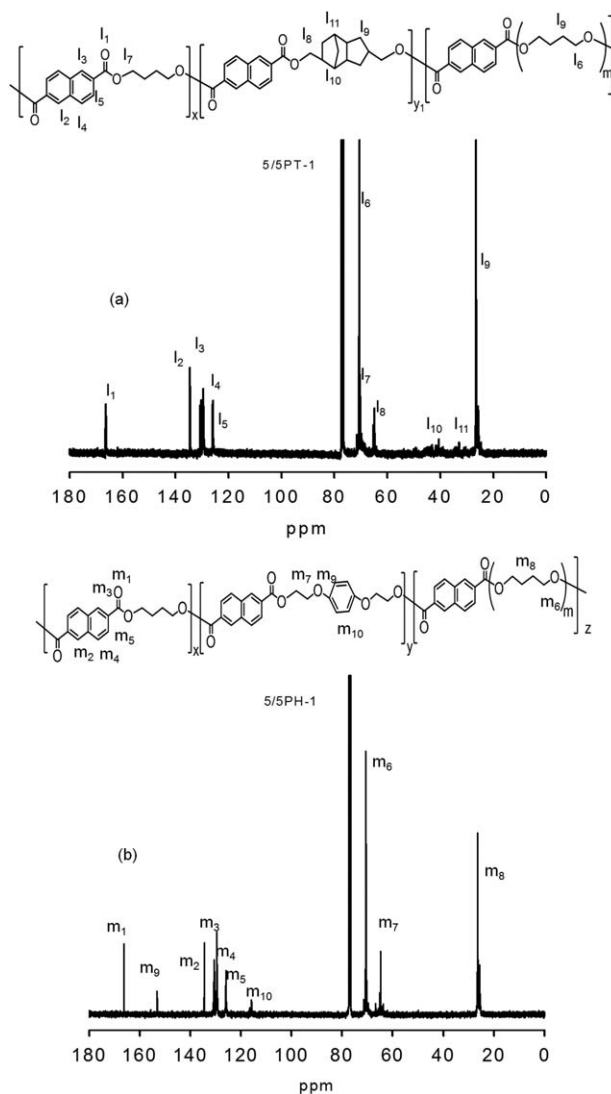 l₁₁ l₉
l₁ l₈ l₉
l₃ O l₇ O O O
O O O O O
l₅ l₁₀ l₆ m
O l₂ l₄ x O y₁ O z
5/5PT-1
l₆
l₉
(a)
l₂ l₃
l₇
l₁ l₄ l₈
l₅ l₁₀ l₁₁
180 160 140 120 100 80 60 40 20 0
ppm
m₁ m₇ m₉ m₈
m₃ O O O O O
O O O O O O
m₅ m₁₀ m₆ m
O m₂ m₄ x O y O z
5/5PH-1
m₆
(b)
m₈
m₁ m₃ m₇
m₉ m₂ m₄
m₅
m₁₀
180 160 140 120 100 80 60 40 20 0
ppm